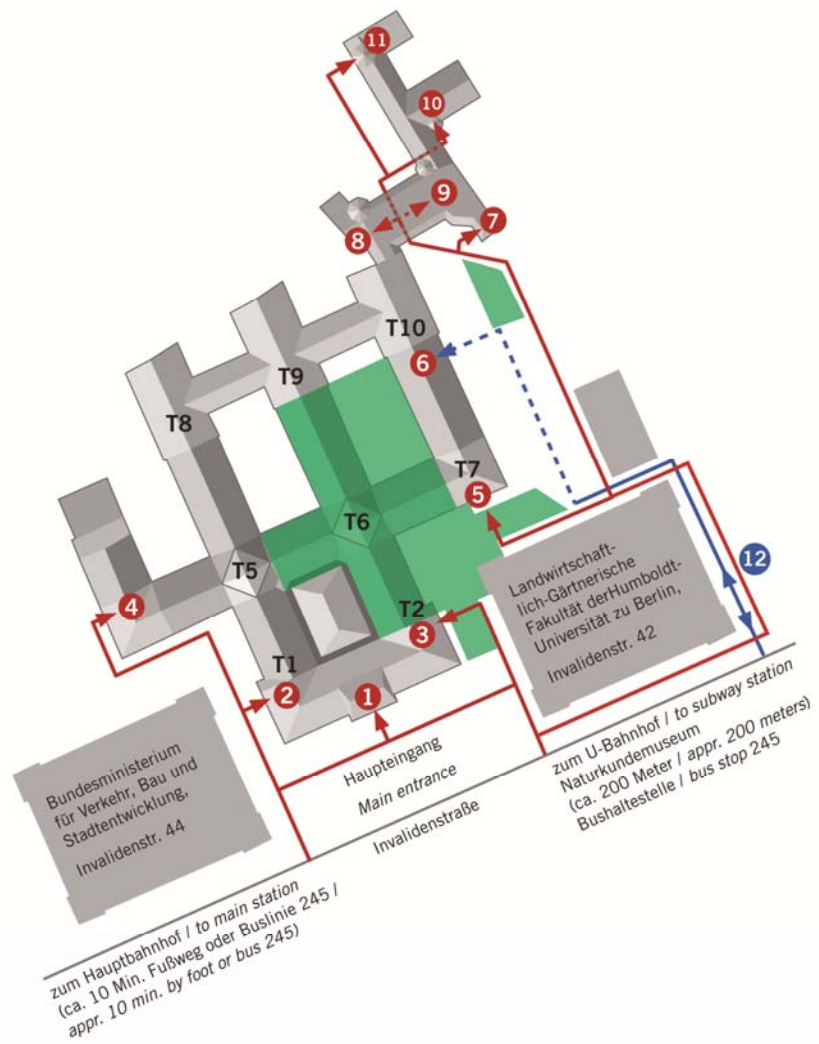 11
10
9
8
7
T10
6
T9
T8
T7
5
T6
T5
4
T2
3
T1
2
1
12
Landwirtschaft-
lich-Gärtnerische
Fakultät derHumboldt-
Universität zu Berlin,
Invalidenstr. 42
Bundesministerium
für Verkehr, Bau und
Stadtentwicklung,
Invalidenstr. 44
Haupteingang
Main entrance
Invalidenstraße
zum U-Bahnhof / to subway station
Naturkundemuseum
(ca. 200 Meter / appr. 200 meters)
Bushaltestelle / bus stop 245
zum Hauptbahnhof / to main station
(ca. 10 Min. Fußweg oder Buslinie 245 /
appr. 10 min. by foot or bus 245)